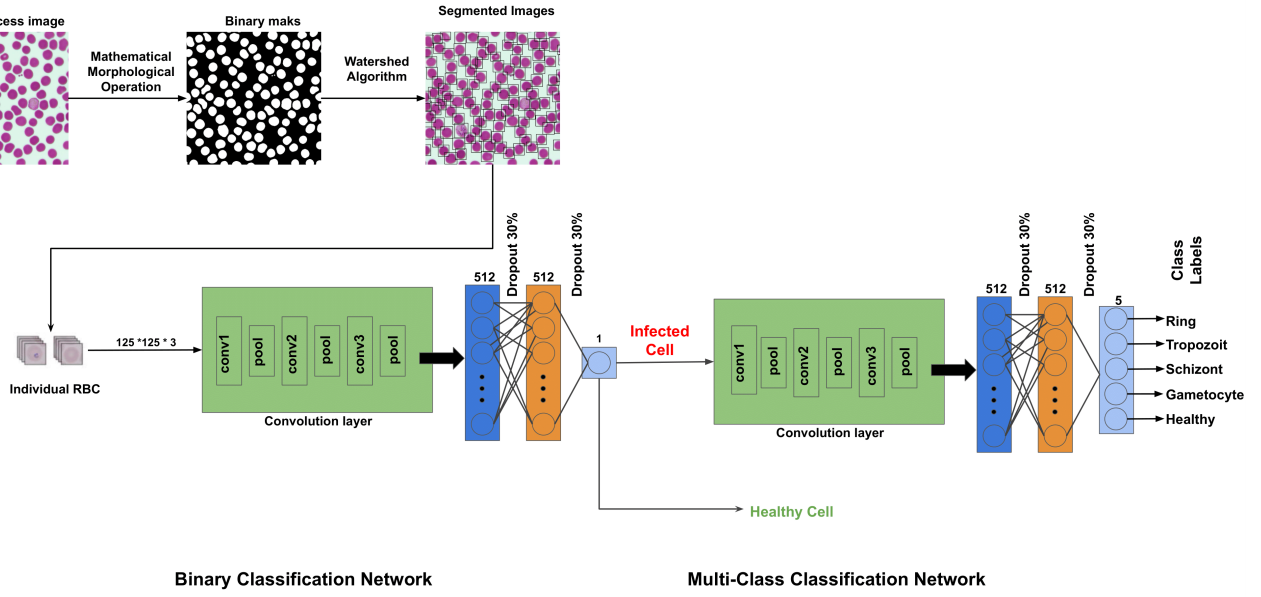 cess image
Binary maks
Segmented Images
Mathematical
Morphological
Operation
Watershed
Algorithm
Individual RBC
125 *125 * 3
conv1
pool
conv2
pool
conv3
pool
Convolution layer
512
Dropout 30%
512
Dropout 30%
1
Infected
Cell
Healthy Cell
conv1
pool
conv2
pool
conv3
pool
Convolution layer
512
Dropout 30%
512
Dropout 30%
5
Class
Labels
Ring
Tropozoit
Schizont
Gametocyte
Healthy
Binary Classification Network
Multi-Class Classification Network